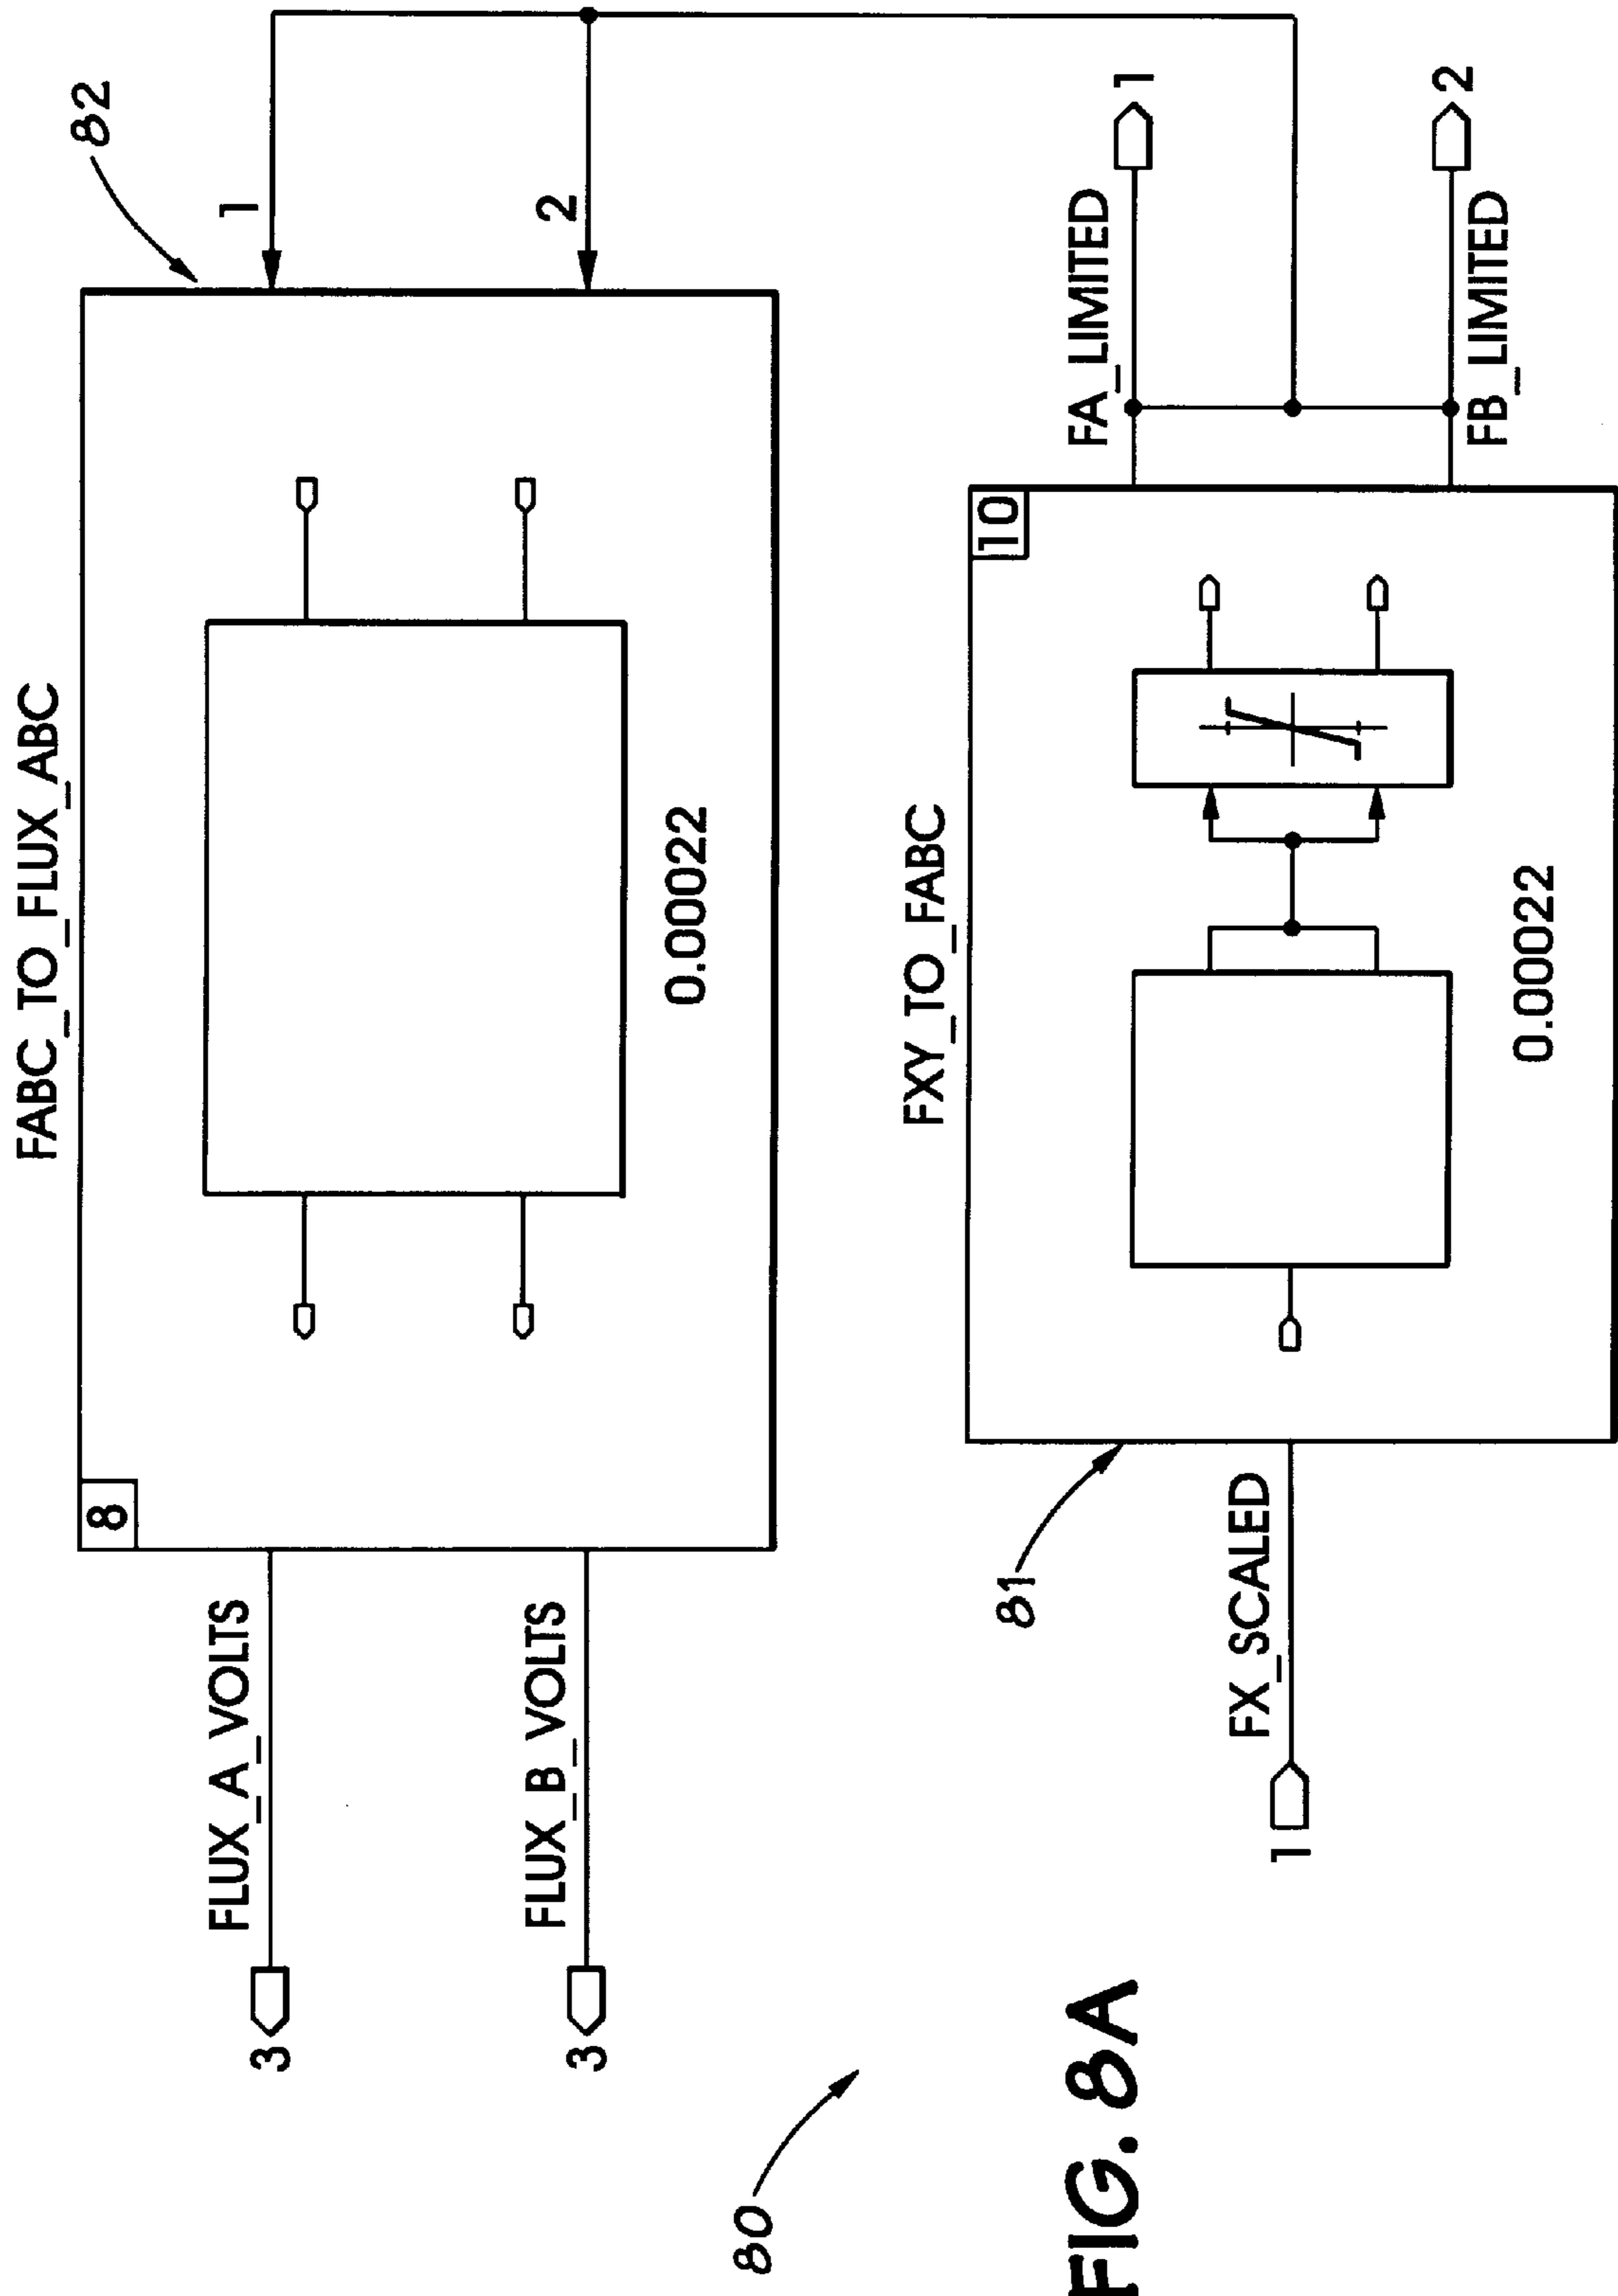 FABC_TO_FLUX_ABC
82
8
1
2
0.00022
3
FLUX_A_VOLTS
3
FLUX_B_VOLTS
80
FXY_TO_FABC
10
FA_LIMITED
1
FB_LIMITED
2
0.00022
81
1
FX_SCALED
FIG. 8A